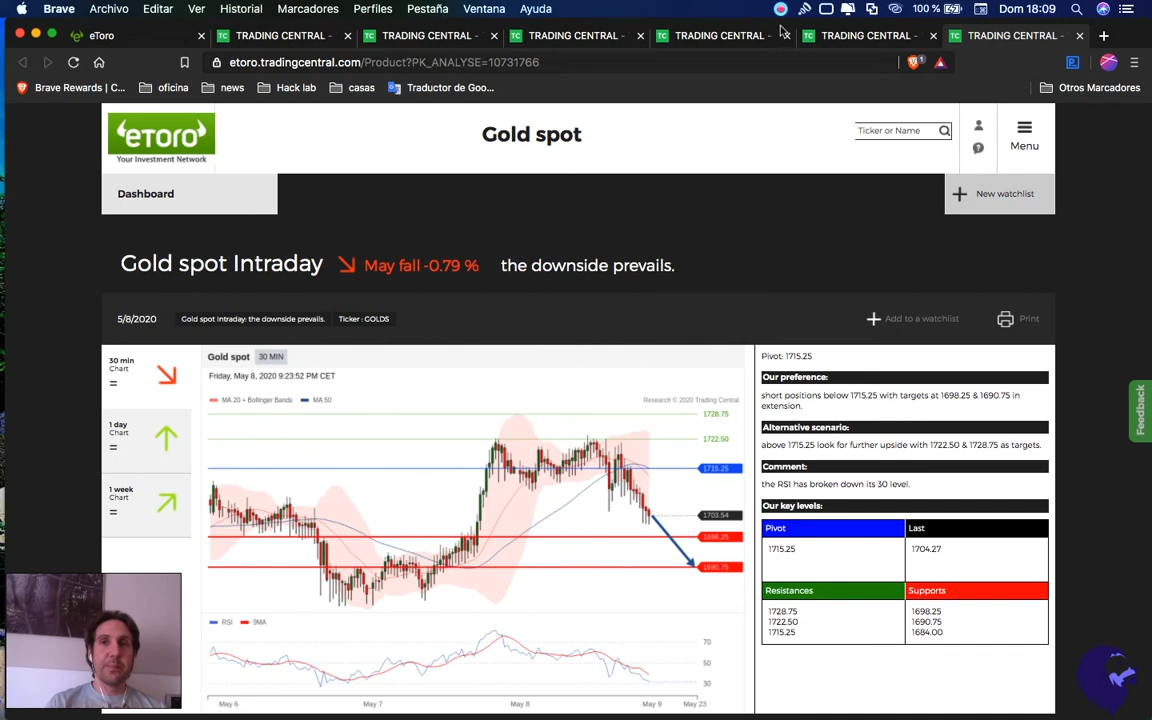 Brave Archivo Editar Ver Historial Marcadores Perfiles Pestaña Ventana Ayuda 100 % Dom 18:09
eToro TRADING CENTRAL - TRADING CENTRAL - TRADING CENTRAL - TRADING CENTRAL - TRADING CENTRAL - TRADING CENTRAL -
etoro.tradingcentral.com/Product?PK_ANALYSE=10731766
Brave Rewards | C... oficina news Hack lab casas Traductor de Goo... Otros Marcadores
eToro
Your Investment Network
Gold spot
Ticker or Name
Menu
Dashboard
New watchlist
Gold spot Intraday May fall -0.79 % the downside prevails.
5/8/2020 Gold spot Intraday: the downside prevails. Ticker : GOLDS Add to a watchlist Print
30 min
Chart
=
1 day
Chart
=
1 week
Chart
=
Gold spot 30 MIN
Friday, May 8, 2020 9:23:52 PM CET
MA 20 + Bollinger Bands MA 50 Research © 2020 Trading Central
1728.75
1722.50
1715.25
1703.54
1698.25
1690.75
RSI 9MA
70
50
30
May 6 May 7 May 8 May 9 May 23
Pivot: 1715.25
Our preference:
short positions below 1715.25 with targets at 1698.25 & 1690.75 in
extension.
Alternative scenario:
above 1715.25 look for further upside with 1722.50 & 1728.75 as targets.
Comment:
the RSI has broken down its 30 level.
Our key levels:
Pivot Last
1715.25 1704.27
Resistances Supports
1728.75 1698.25
1722.50 1690.75
1715.25 1684.00
Feedback